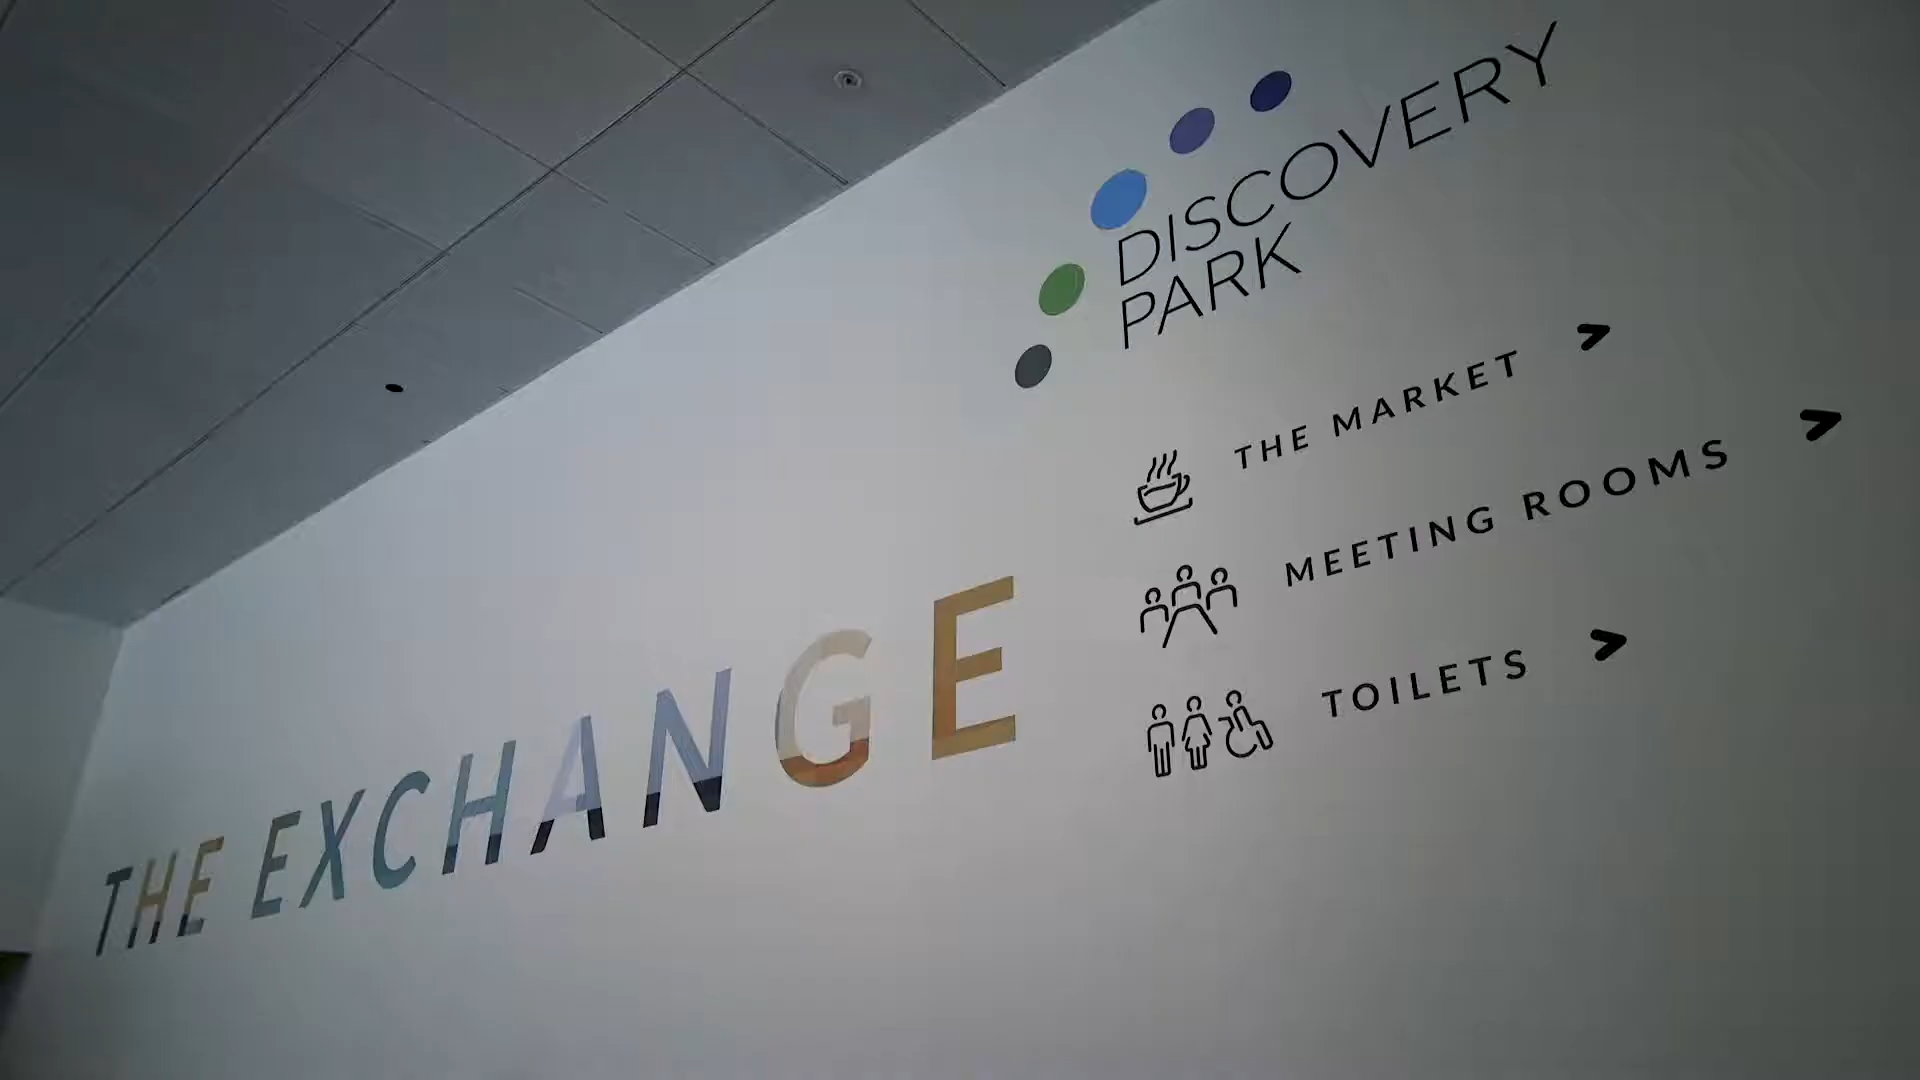 DISCOVERY
PARK
THE MARKET >
MEETING ROOMS >
TOILETS >
THE EXCHANGE